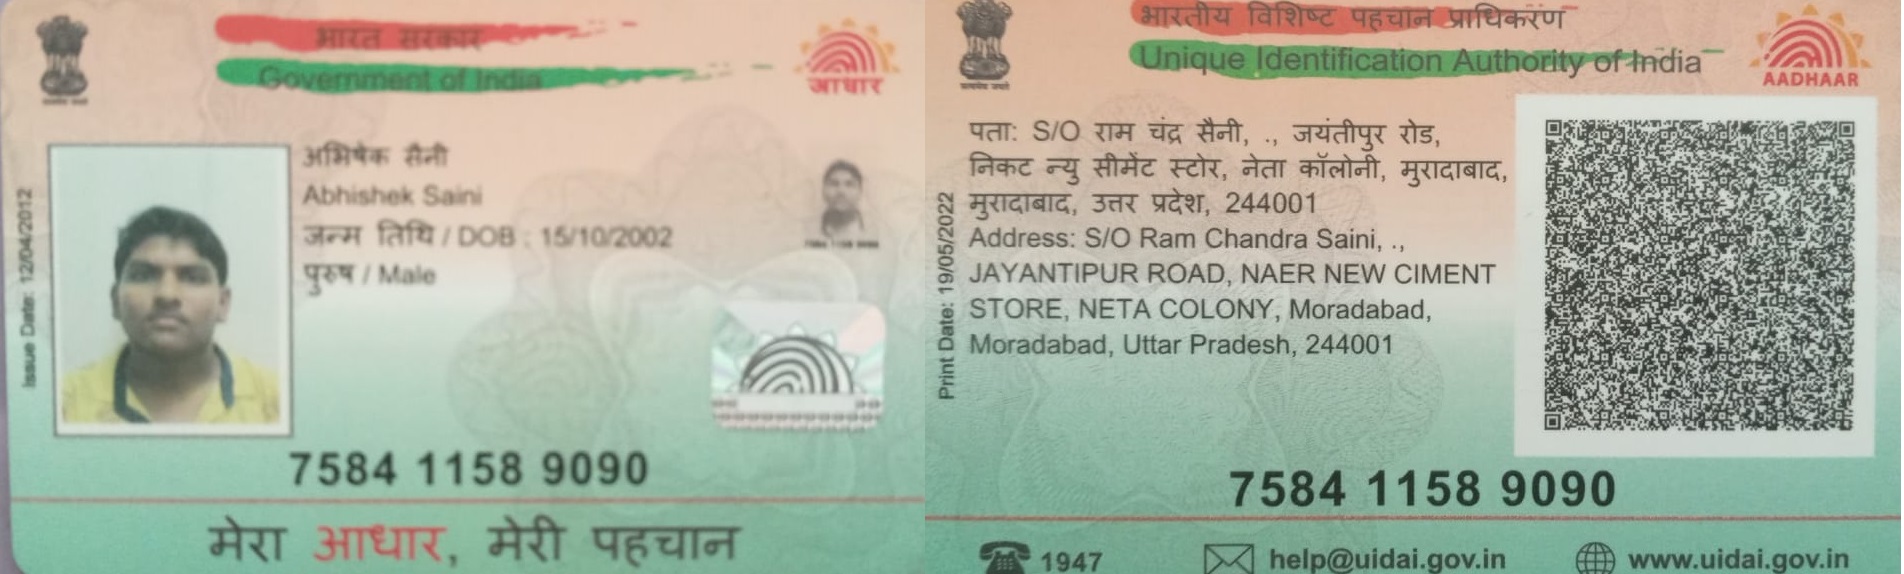 भारत सरकार
Government of India
आधार
Issue Date: 12/04/2012
अभिषेक सैनी
Abhishek Saini
जन्म तिथि / DOB : 15/10/2002
पुरुष / Male
7584 1158 9090
मेरा आधार, मेरी पहचान
भारतीय विशिष्ट पहचान प्राधिकरण
Unique Identification Authority of India
सत्यमेव जयते
AADHAAR
Print Date: 19/05/2022
पता: S/O राम चंद्र सैनी, ., जयंतीपुर रोड,
निकट न्यु सीमेंट स्टोर, नेता कॉलोनी, मुरादाबाद,
मुरादाबाद, उत्तर प्रदेश, 244001
Address: S/O Ram Chandra Saini, .,
JAYANTIPUR ROAD, NAER NEW CIMENT
STORE, NETA COLONY, Moradabad,
Moradabad, Uttar Pradesh, 244001
7584 1158 9090
1947
help@uidai.gov.in
www.uidai.gov.in